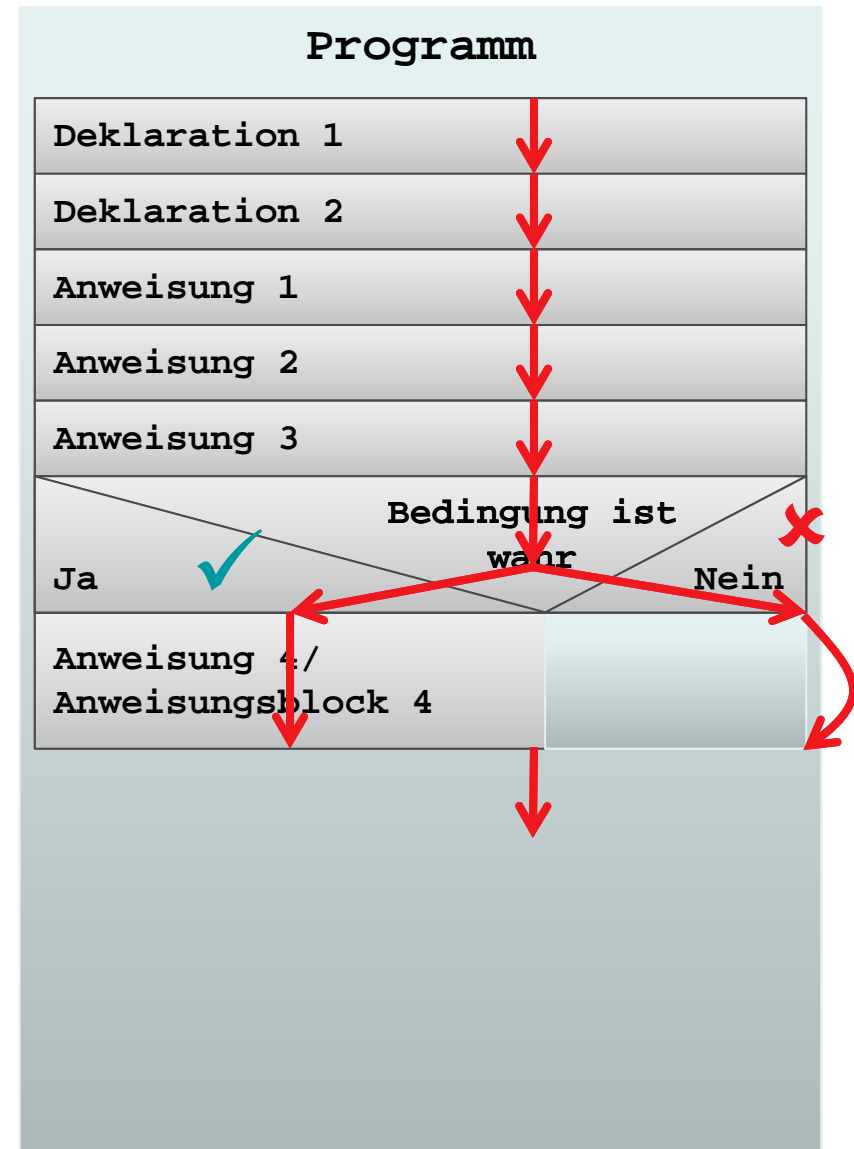 Programm
Deklaration 1
Deklaration 2
Anweisung 1
Anweisung 2
Anweisung 3
Bedingung ist
wahr
Ja
Nein
Anweisung 4/
Anweisungsblock 4